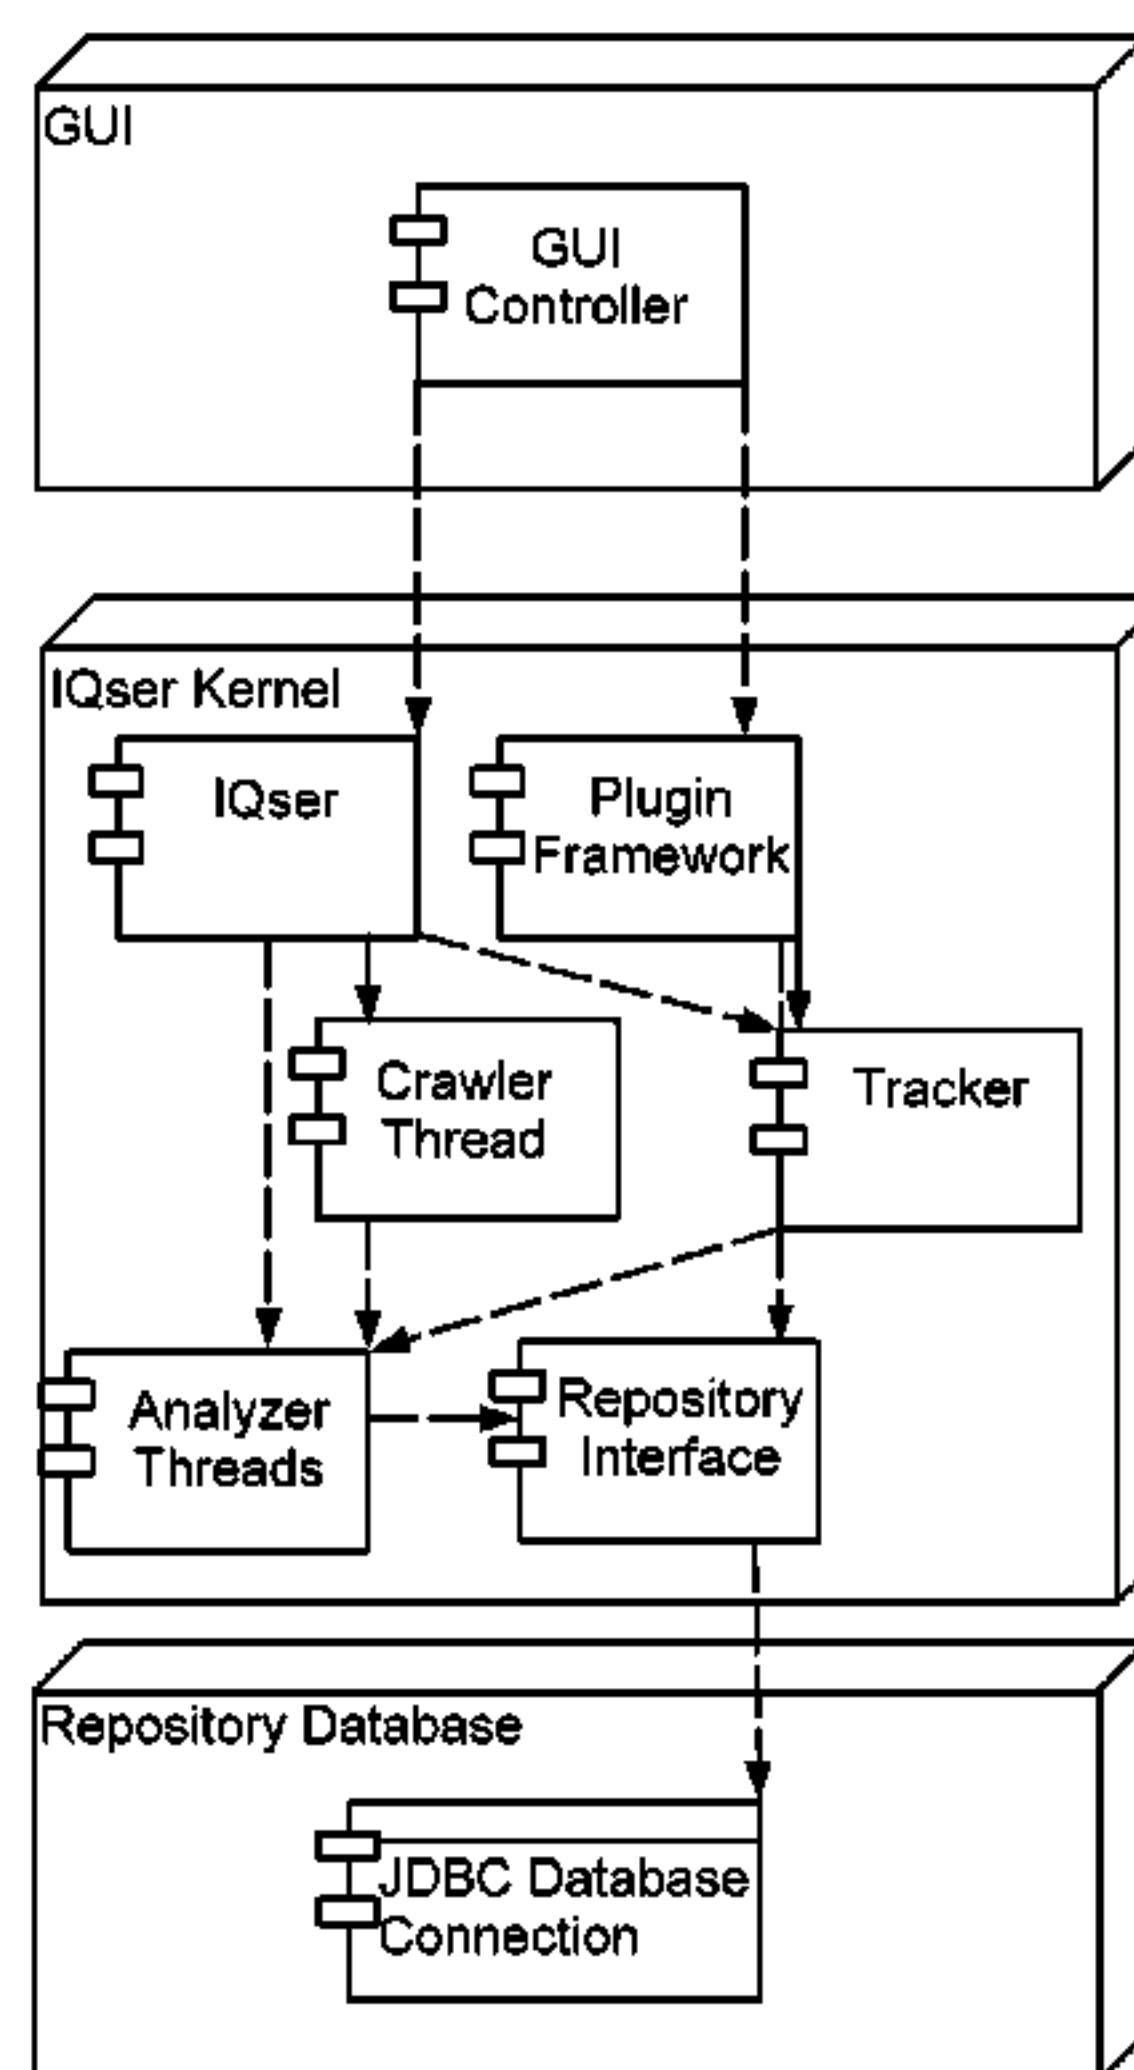 GUI
GUI
Controller
IQser Kernel
IQser
Plugin
Framework
Crawler
Thread
Tracker
Analyzer
Threads
Repository
Interface
Repository Database
JDBC Database
Connection